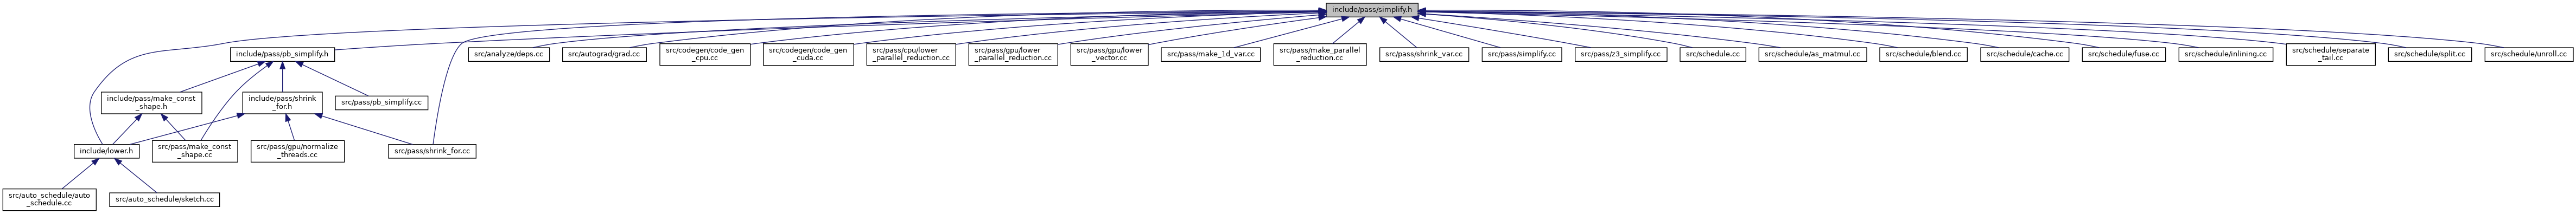 include/pass/simplify.h
include/pass/pb_simplify.h
src/analyze/deps.cc
src/autograd/grad.cc
src/codegen/code_gen
_cpu.cc
src/codegen/code_gen
_cuda.cc
src/pass/cpu/lower
_parallel_reduction.cc
src/pass/gpu/lower
_parallel_reduction.cc
src/pass/gpu/lower
_vector.cc
src/pass/make_1d_var.cc
src/pass/make_parallel
_reduction.cc
src/pass/shrink_var.cc
src/pass/simplify.cc
src/pass/z3_simplify.cc
src/schedule.cc
src/schedule/as_matmul.cc
src/schedule/blend.cc
src/schedule/cache.cc
src/schedule/fuse.cc
src/schedule/inlining.cc
src/schedule/separate
_tail.cc
src/schedule/split.cc
src/schedule/unroll.cc
include/pass/make_const
_shape.h
include/pass/shrink
_for.h
src/pass/pb_simplify.cc
include/lower.h
src/pass/make_const
_shape.cc
src/pass/gpu/normalize
_threads.cc
src/pass/shrink_for.cc
src/auto_schedule/auto
_schedule.cc
src/auto_schedule/sketch.cc